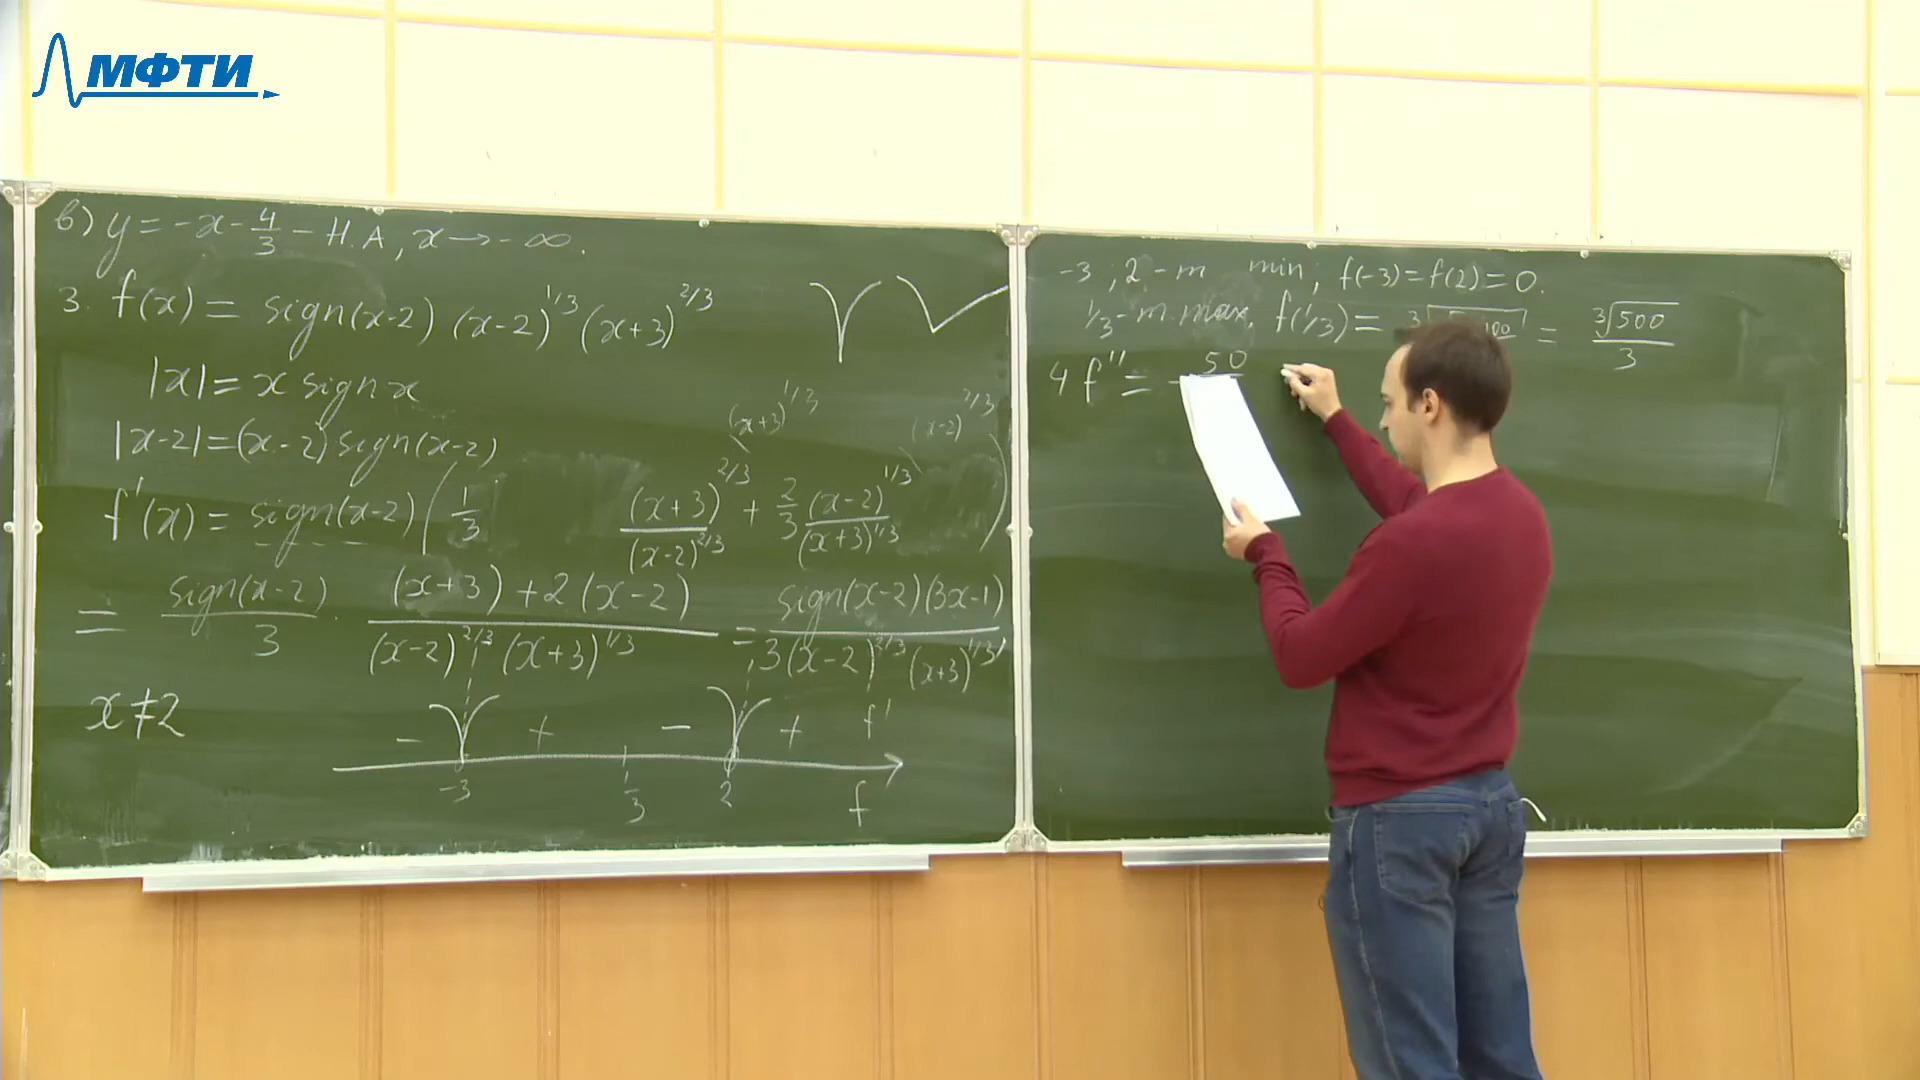 МФТИ
в) y = -x - 4/3 - Н.А, x → -∞.
3. f(x) = sign(x-2) (x-2)^1/3 (x+3)^2/3
|x| = x sign x
|x-2| = (x-2) sign(x-2)
(x+3)^1/3 (x-2)^2/3
f'(x) = sign(x-2) ( 1/3 (x+3)^2/3 / (x-2)^2/3 + 2/3 (x-2)^1/3 / (x+3)^1/3 )
= sign(x-2) / 3 · (x+3) + 2(x-2) / (x-2)^2/3 (x+3)^1/3 = sign(x-2)(3x-1) / 3(x-2)^2/3 (x+3)^1/3,
x ≠ 2
- + - + f'
-3 1/3 2 f
-3 ; 2 - m min; f(-3) = f(2) = 0.
1/3 - m. max, f(1/3) = = ∛500 / 3
4 f'' = - 50